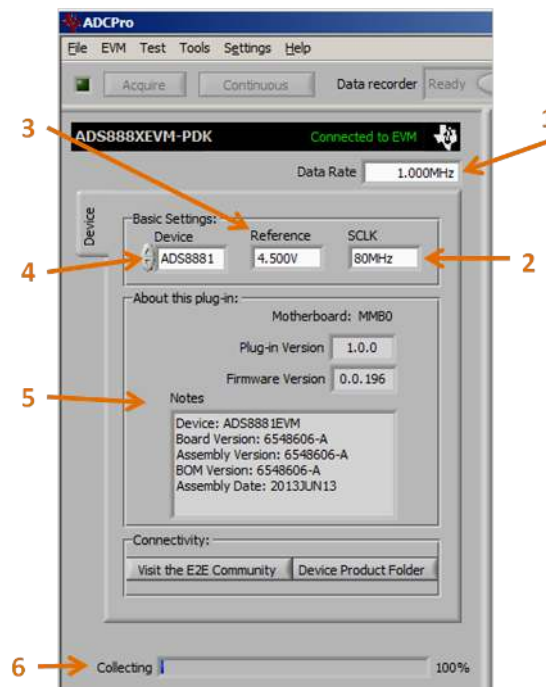 ADCPro
File EVM Test Tools Settings Help
Acquire Continuous Data recorder Ready
3
1
ADS888XEVM-PDK Connected to EVM
Data Rate 1.000MHz
Device
Basic Settings:
Device Reference SCLK
ADS8881 4.500V 80MHz
4
2
About this plug-in:
Motherboard: MMB0
Plug-in Version 1.0.0
Firmware Version 0.0.196
5
Notes
Device: ADS8881EVM
Board Version: 6548606-A
Assembly Version: 6548606-A
BOM Version: 6548606-A
Assembly Date: 2013JUN13
Connectivity:
Visit the E2E Community Device Product Folder
6
Collecting 100%